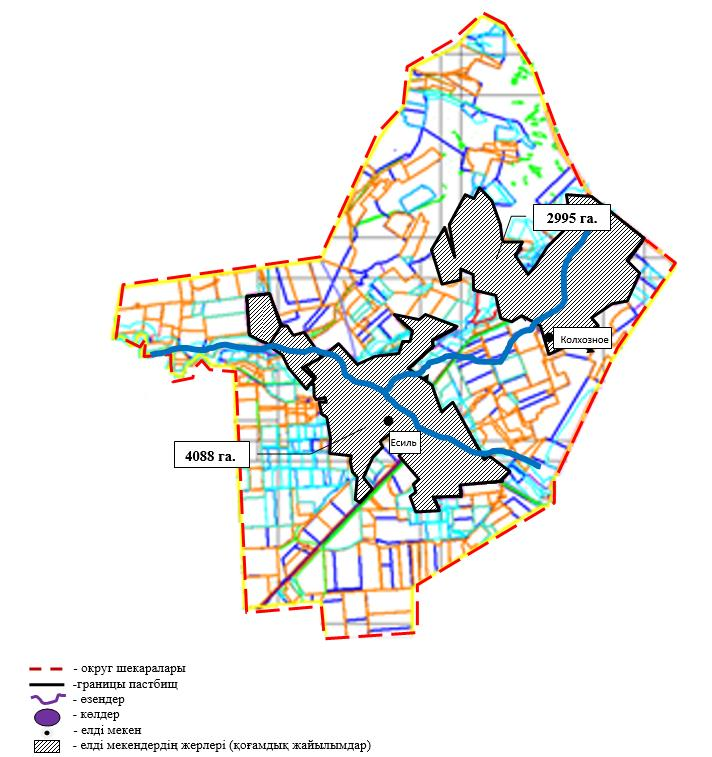 2995 га.
Колхозное
Есиль
4088 га.
- округ шекаралары
-границы пастбищ
- өзендер
- көлдер
- елді мекен
- елді мекендердің жерлері (қоғамдық жайылымдар)